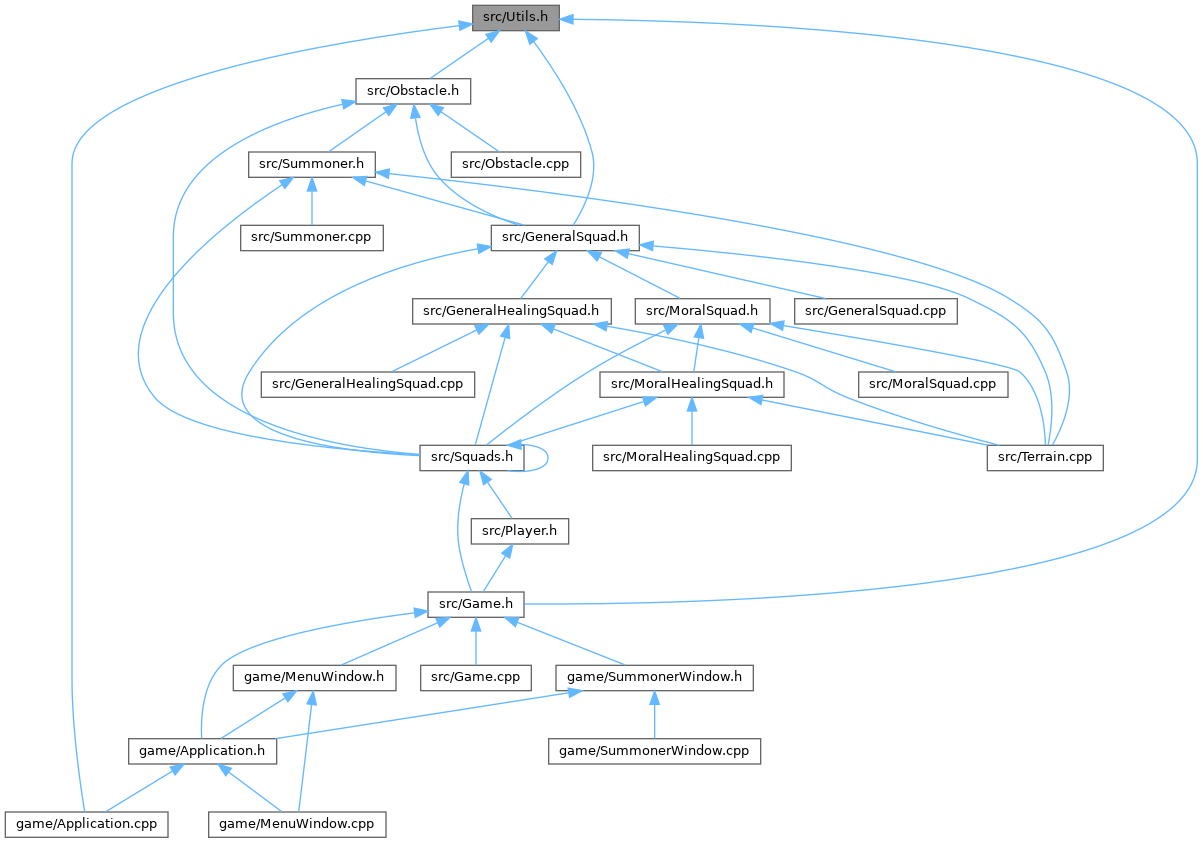 src/Utils.h
src/Obstacle.h
src/Summoner.h
src/Obstacle.cpp
src/Summoner.cpp
src/GeneralSquad.h
src/GeneralHealingSquad.h
src/MoralSquad.h
src/GeneralSquad.cpp
src/GeneralHealingSquad.cpp
src/MoralHealingSquad.h
src/MoralSquad.cpp
src/Squads.h
src/MoralHealingSquad.cpp
src/Terrain.cpp
src/Player.h
src/Game.h
game/MenuWindow.h
src/Game.cpp
game/SummonerWindow.h
game/Application.h
game/SummonerWindow.cpp
game/Application.cpp
game/MenuWindow.cpp